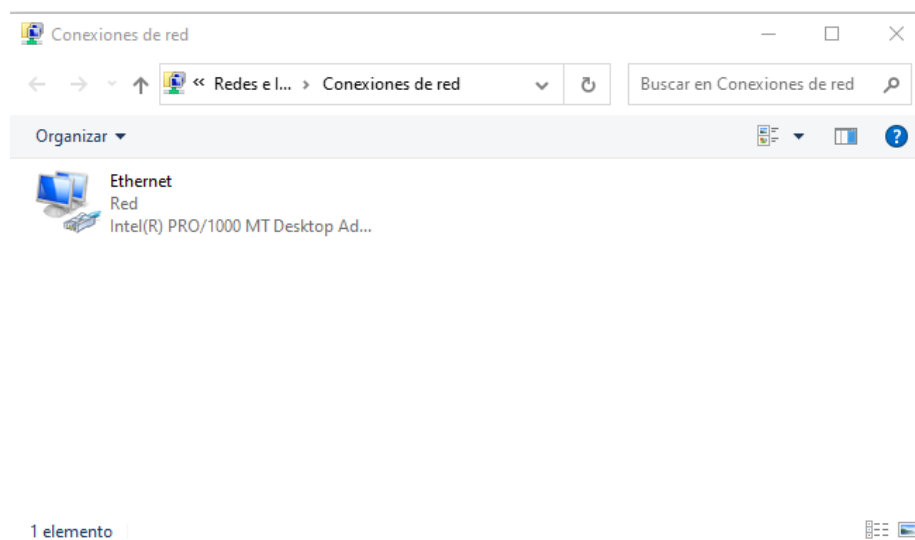 Conexiones de red
« Redes e I... › Conexiones de red
Buscar en Conexiones de red
Organizar
Ethernet
Red
Intel(R) PRO/1000 MT Desktop Ad...
1 elemento